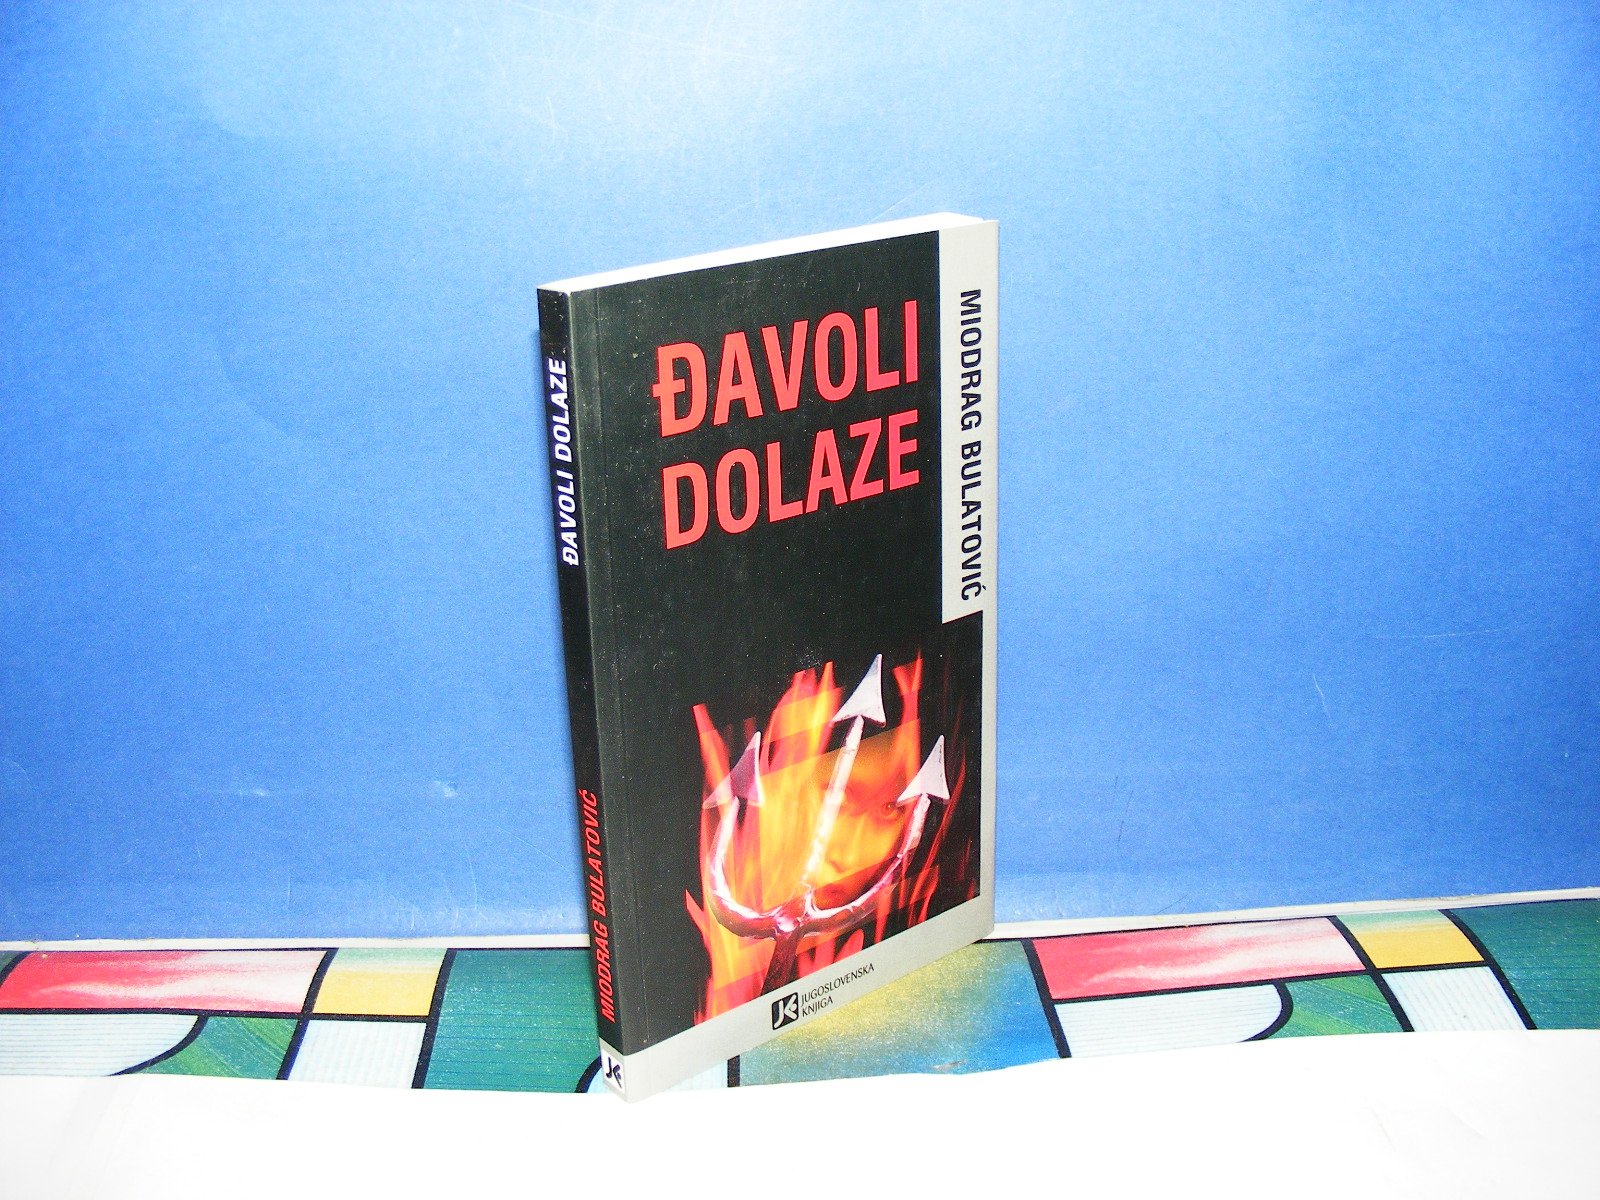 ĐAVOLI
DOLAZE
MIODRAG BULATOVIĆ
JUGOSLOVENSKA
KNJIGA
ĐAVOLI DOLAZE
MIODRAG BULATOVIĆ